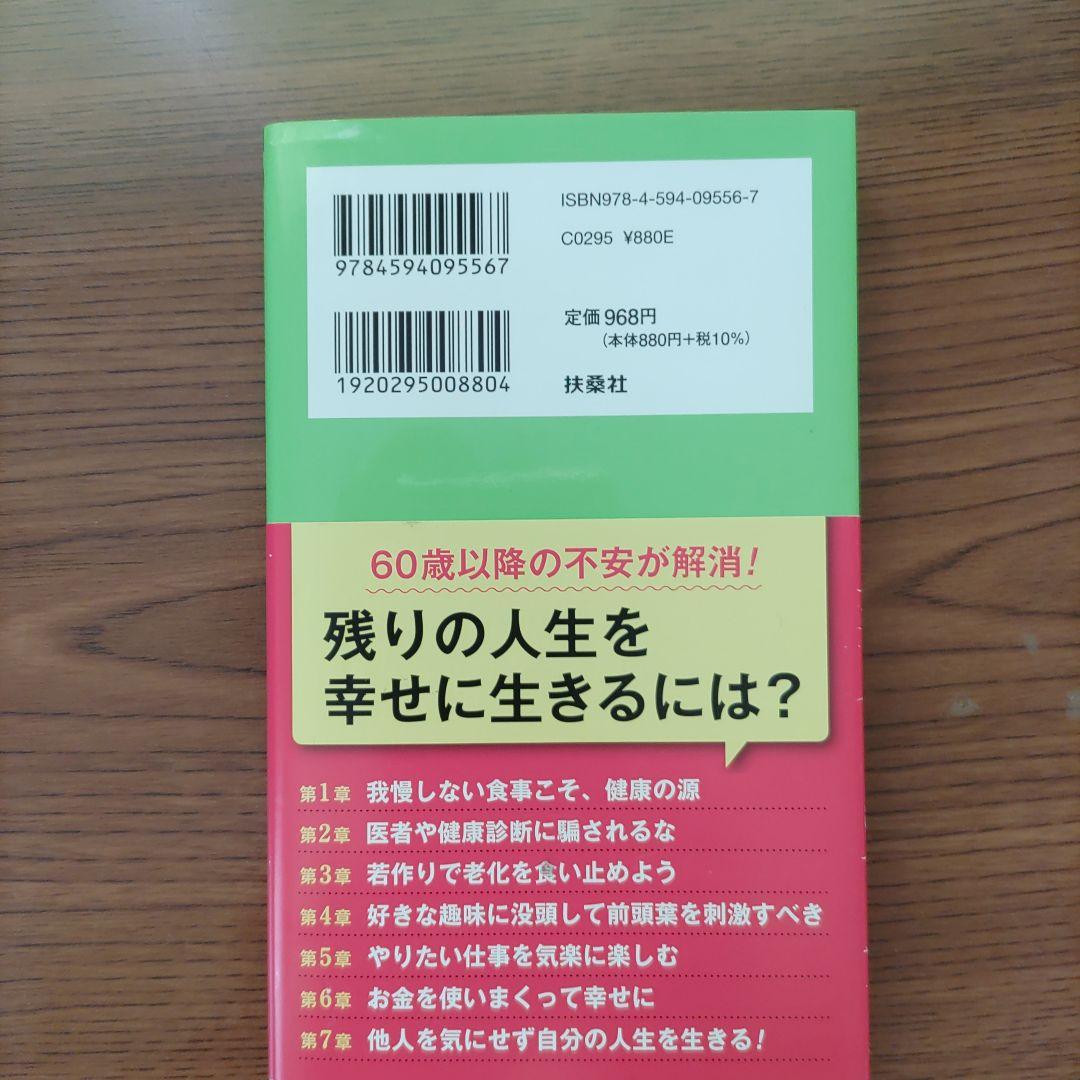 9784594095567
ISBN978-4-594-09556-7
C0295 ¥880E
1920295008804
定価968円
（本体880円＋税10%）
扶桑社
60歳以降の不安が解消！
残りの人生を
幸せに生きるには？
第1章 我慢しない食事こそ、健康の源
第2章 医者や健康診断に騙されるな
第3章 若作りで老化を食い止めよう
第4章 好きな趣味に没頭して前頭葉を刺激すべき
第5章 やりたい仕事を気楽に楽しむ
第6章 お金を使いまくって幸せに
第7章 他人を気にせず自分の人生を生きる！